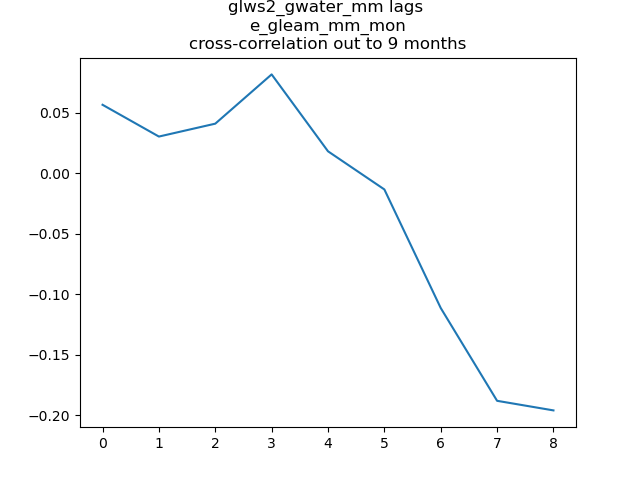 glws2_gwater_mm lags
e_gleam_mm_mon
cross-correlation out to 9 months
0.05
0.00
−0.05
−0.10
−0.15
−0.20
0 1 2 3 4 5 6 7 8